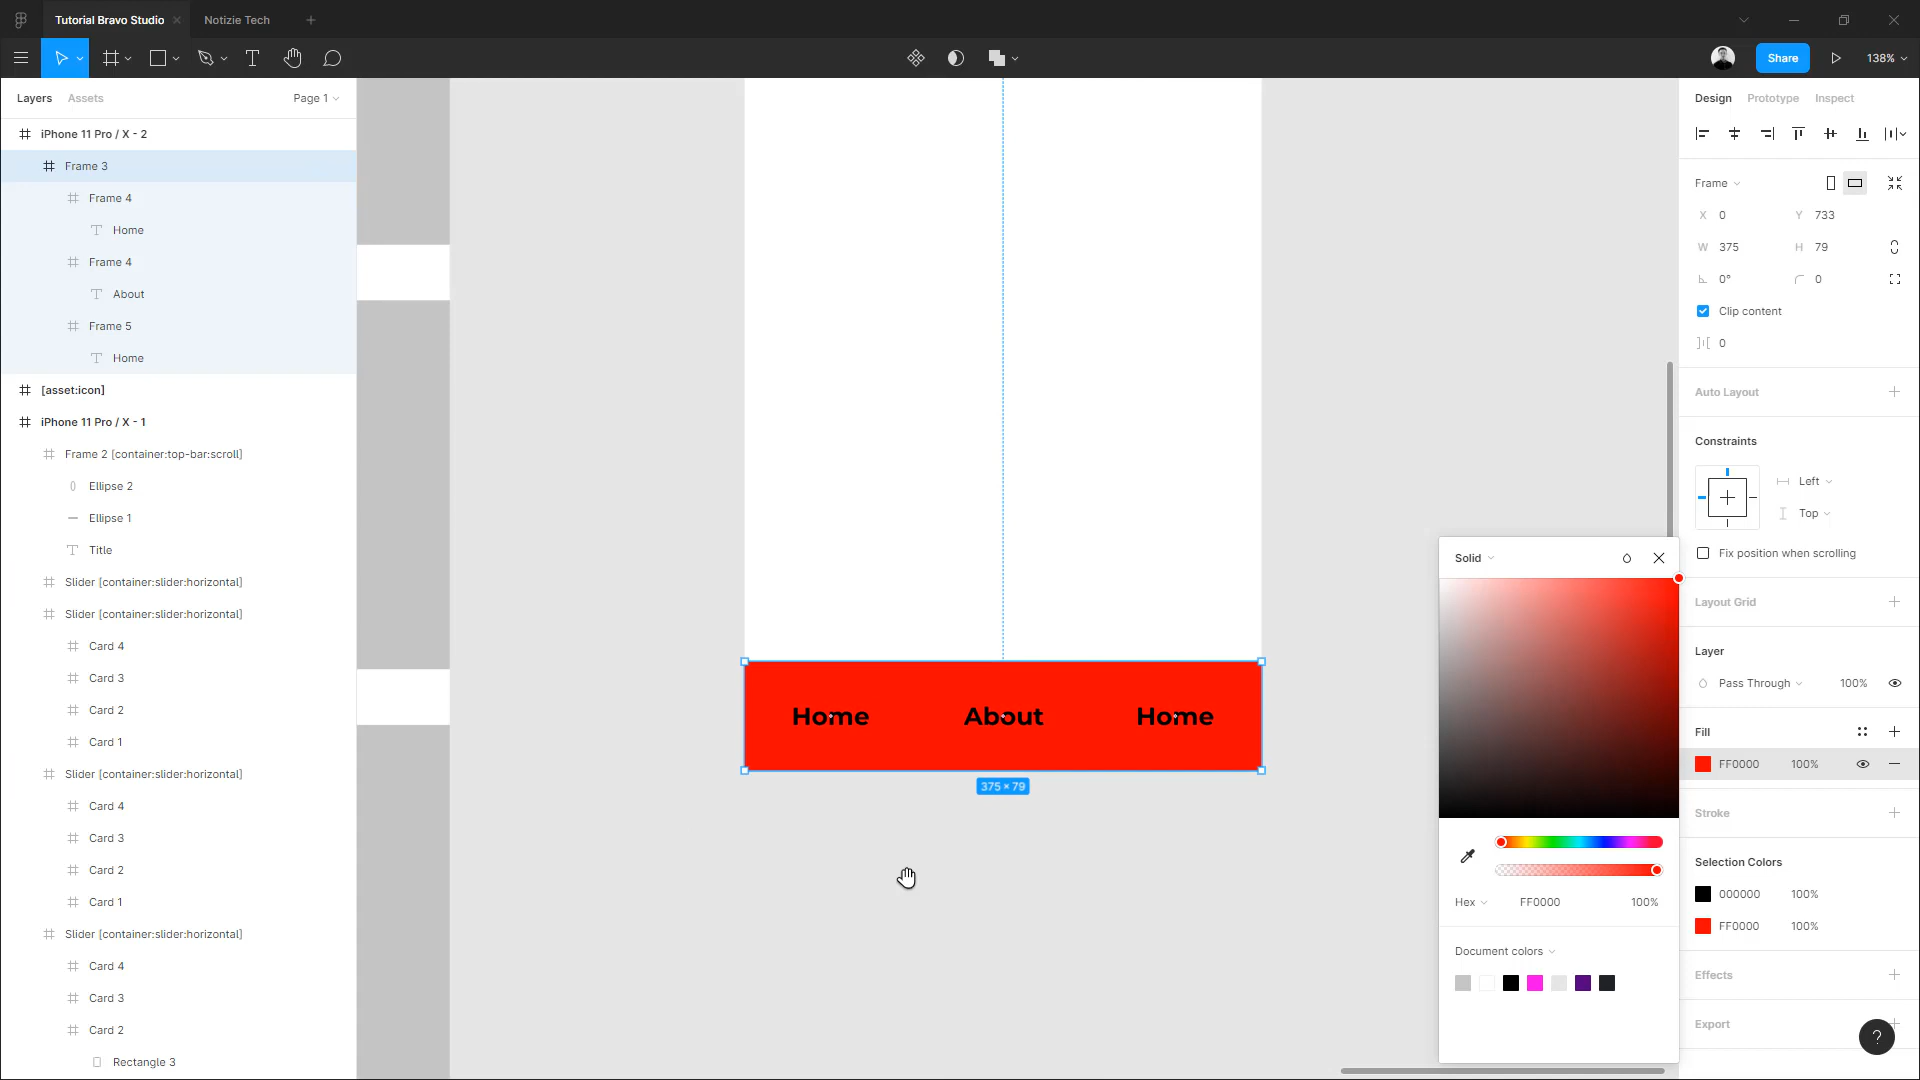 Tutorial Bravo Studio
Notizie Tech
Share
138%
Layers
Assets
Page 1
iPhone 11 Pro / X - 2
Frame 3
Frame 4
Home
Frame 4
About
Frame 5
Home
[asset:icon]
iPhone 11 Pro / X - 1
Frame 2 [container:top-bar:scroll]
Ellipse 2
Ellipse 1
Title
Slider [container:slider:horizontal]
Slider [container:slider:horizontal]
Card 4
Card 3
Card 2
Card 1
Slider [container:slider:horizontal]
Card 4
Card 3
Card 2
Card 1
Slider [container:slider:horizontal]
Card 4
Card 3
Card 2
Rectangle 3
Home
About
Home
375 × 79
Solid
Hex
FF0000
100%
Document colors
Design
Prototype
Inspect
Frame
X 0
Y 733
W 375
H 79
0°
0
Clip content
0
Auto Layout
Constraints
Left
Top
Fix position when scrolling
Layout Grid
Layer
Pass Through
100%
Fill
FF0000
100%
Stroke
Selection Colors
000000
100%
FF0000
100%
Effects
Export
?